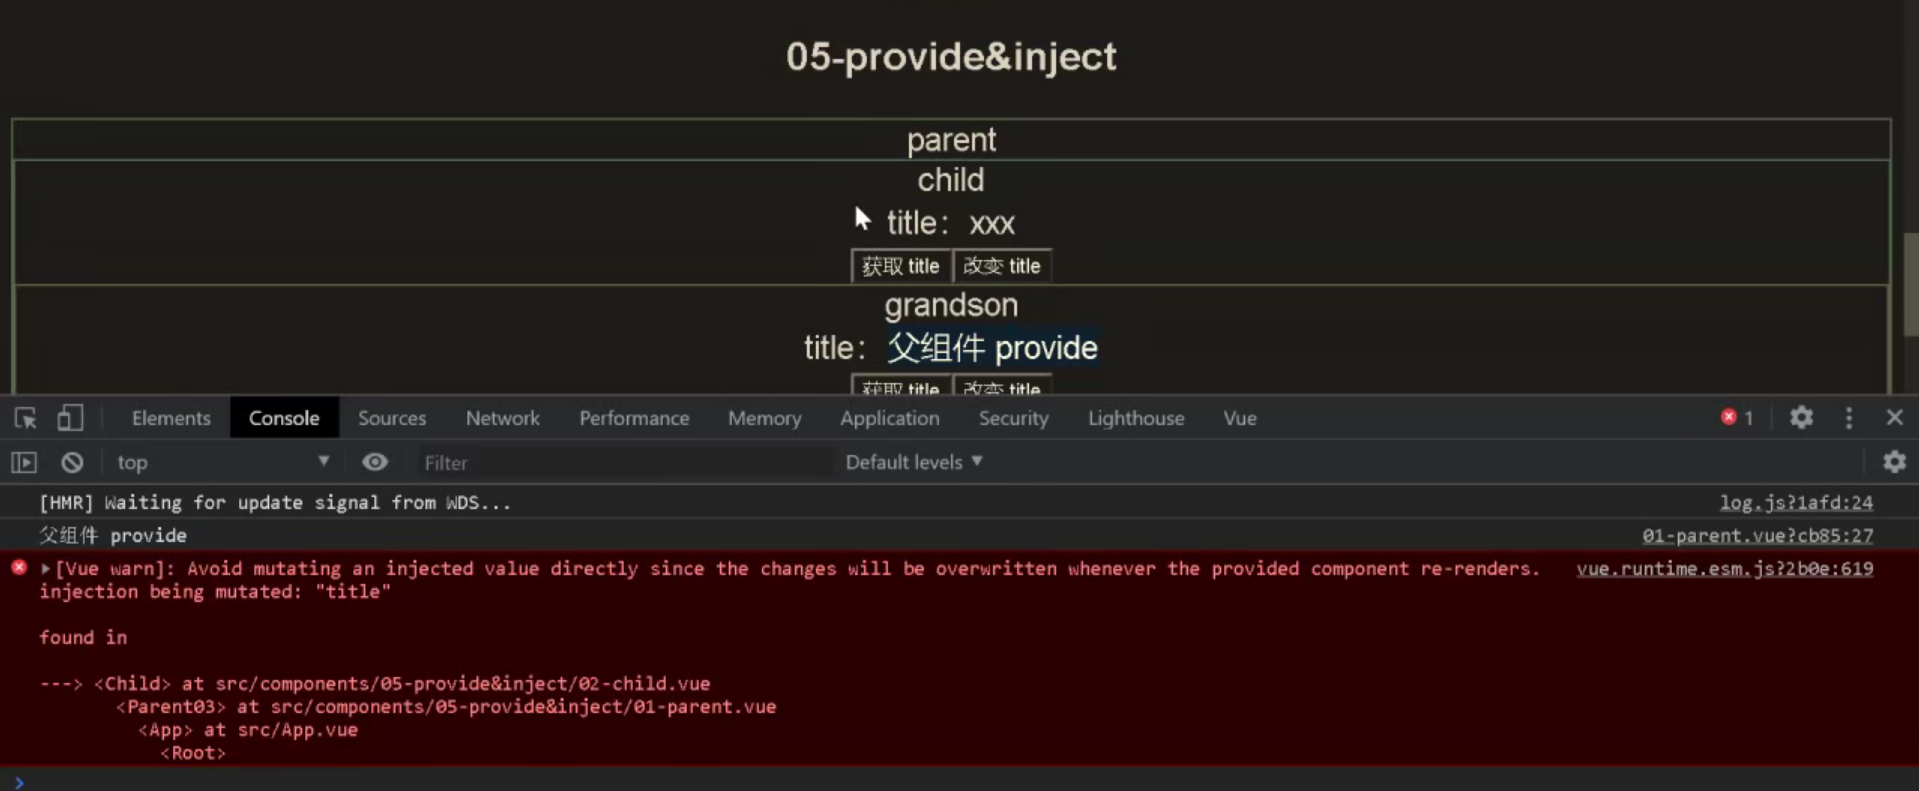 05-provide&inject
parent
child
title： xxx
获取 title 改变 title
grandson
title： 父组件 provide
获取 title 改变 title
Elements Console Sources Network Performance Memory Application Security Lighthouse Vue 1
top Filter Default levels
[HMR] Waiting for update signal from WDS... log.js?1afd:24
父组件 provide 01-parent.vue?cb85:27
[Vue warn]: Avoid mutating an injected value directly since the changes will be overwritten whenever the provided component re-renders. vue.runtime.esm.js?2b0e:619
injection being mutated: "title"
found in
---> <Child> at src/components/05-provide&inject/02-child.vue
<Parent03> at src/components/05-provide&inject/01-parent.vue
<App> at src/App.vue
<Root>